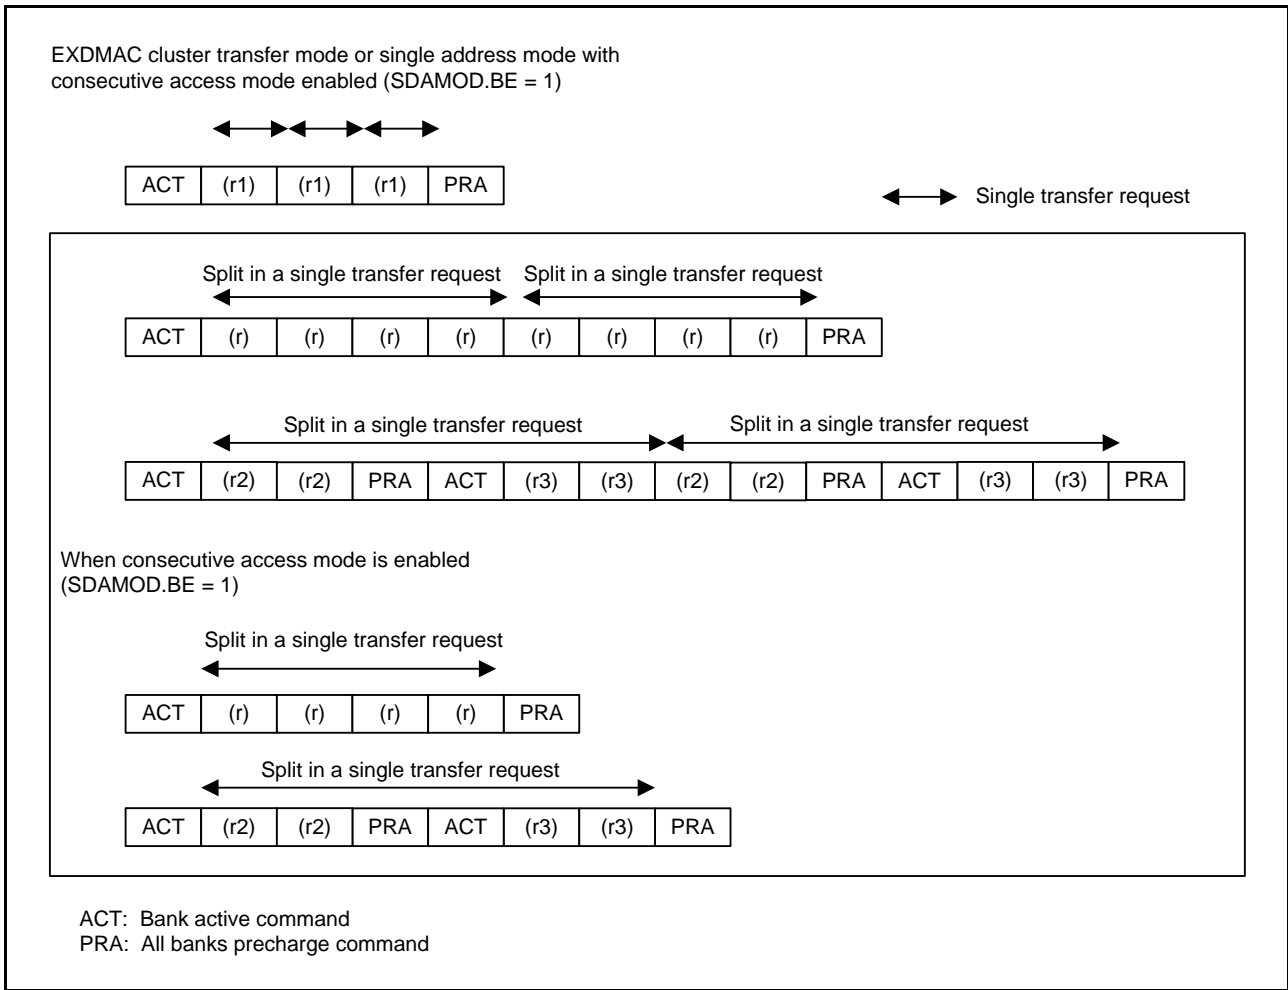 EXDMAC cluster transfer mode or single address mode with
consecutive access mode enabled (SDAMOD.BE = 1)
ACT (r1) (r1) (r1) PRA
Single transfer request
Split in a single transfer request Split in a single transfer request
ACT (r) (r) (r) (r) (r) (r) (r) (r) PRA
Split in a single transfer request Split in a single transfer request
ACT (r2) (r2) PRA ACT (r3) (r3) (r2) (r2) PRA ACT (r3) (r3) PRA
When consecutive access mode is enabled
(SDAMOD.BE = 1)
Split in a single transfer request
ACT (r) (r) (r) (r) PRA
Split in a single transfer request
ACT (r2) (r2) PRA ACT (r3) (r3) PRA
ACT: Bank active command
PRA: All banks precharge command